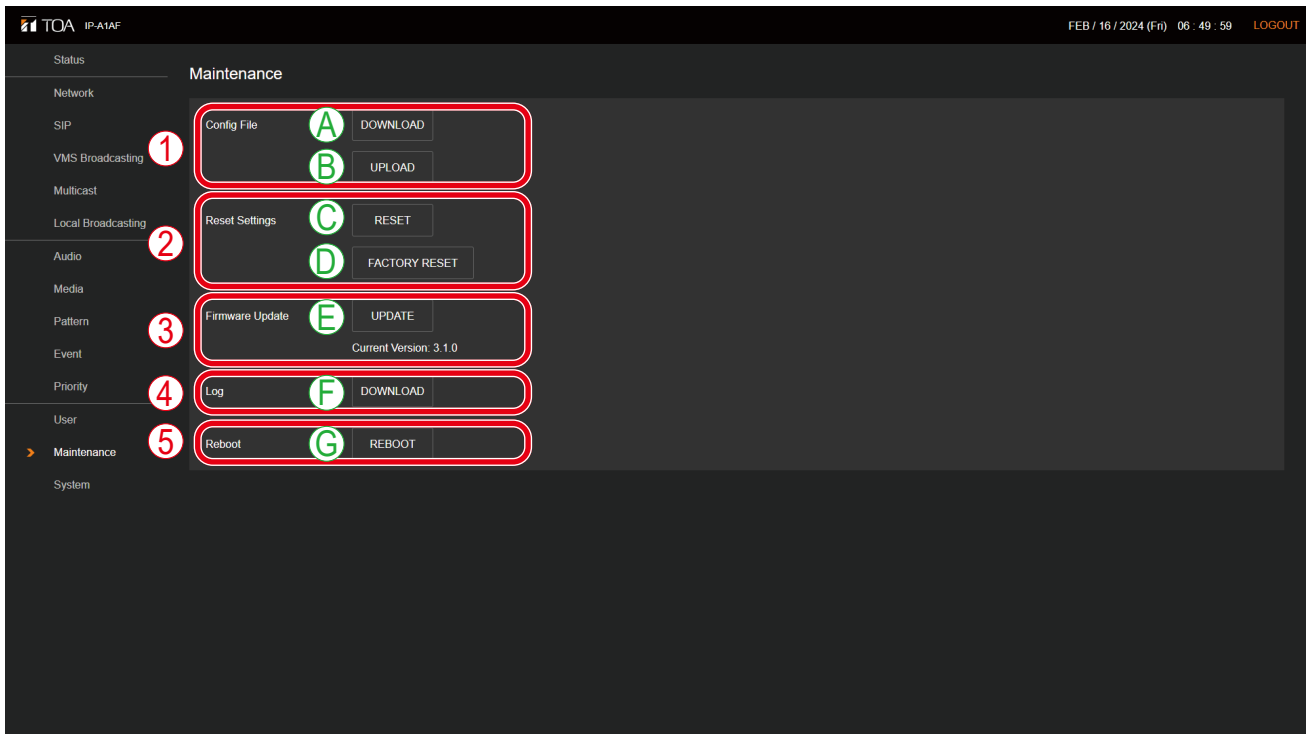 TOA IP-A1AF FEB / 16 / 2024 (Fri) 06 : 49 : 59 LOGOUT
Status
Maintenance
Network
SIP
VMS Broadcasting
Multicast
Local Broadcasting
Audio
Media
Pattern
Event
Priority
User
Maintenance
System
1
Config File A DOWNLOAD
B UPLOAD
2
Reset Settings C RESET
D FACTORY RESET
3
Firmware Update E UPDATE
Current Version: 3.1.0
4
Log F DOWNLOAD
5
Reboot G REBOOT